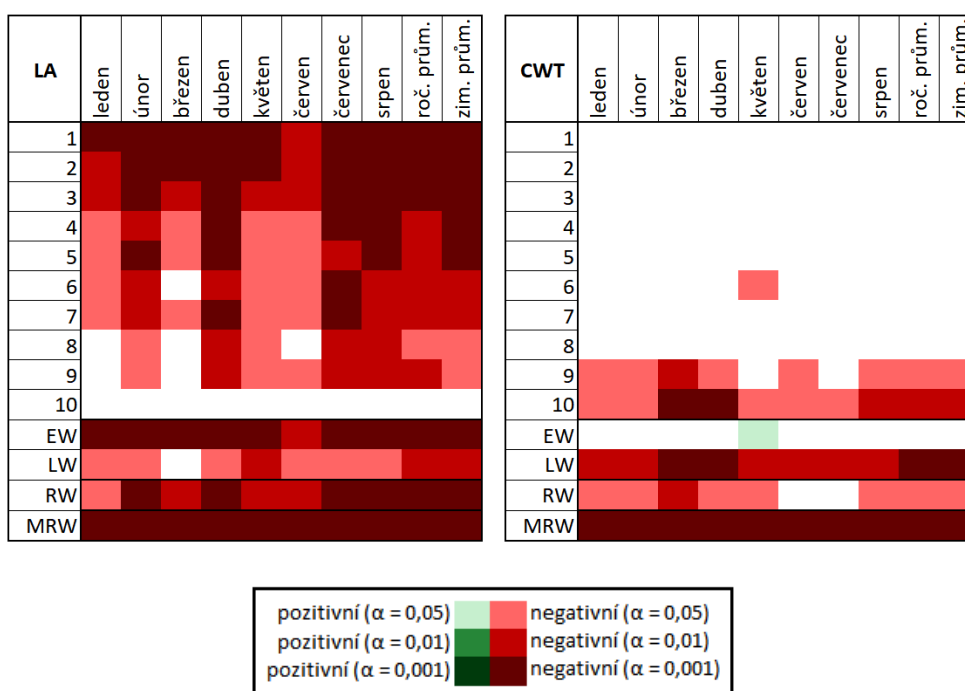 LA leden únor březen duben květen červen červenec srpen roč. prům. zim. prům.
1
2
3
4
5
6
7
8
9
10
EW
LW
RW
MRW
CWT leden únor březen duben květen červen červenec srpen roč. prům. zim. prům.
1
2
3
4
5
6
7
8
9
10
EW
LW
RW
MRW
pozitivní (α = 0,05) negativní (α = 0,05)
pozitivní (α = 0,01) negativní (α = 0,01)
pozitivní (α = 0,001) negativní (α = 0,001)